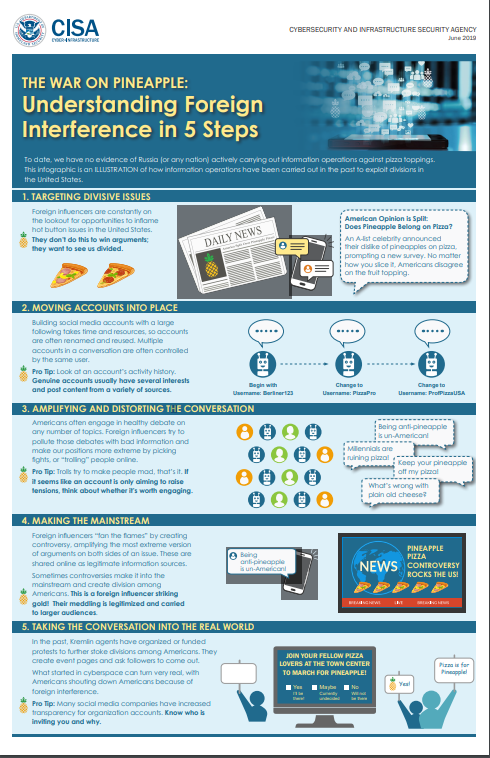 CISA
CYBER+INFRASTRUCTURE
CYBERSECURITY AND INFRASTRUCTURE SECURITY AGENCY
June 2019
THE WAR ON PINEAPPLE:
Understanding Foreign
Interference in 5 Steps
To date, we have no evidence of Russia (or any nation) actively carrying out information operations against pizza toppings.
This infographic is an ILLUSTRATION of how information operations have been carried out in the past to exploit divisions in
the United States.
1. TARGETING DIVISIVE ISSUES
Foreign influencers are constantly on
the lookout for opportunities to inflame
hot button issues in the United States.
They don't do this to win arguments;
they want to see us divided.
DAILY NEWS
American Opinion is Split:
Does Pineapple Belong on Pizza?
An A-list celebrity announced
their dislike of pineapples on pizza,
prompting a new survey. No matter
how you slice it, Americans disagree
on the fruit topping.
2. MOVING ACCOUNTS INTO PLACE
Building social media accounts with a large
following takes time and resources, so accounts
are often renamed and reused. Multiple
accounts in a conversation are often controlled
by the same user.
Pro Tip: Look at an account's activity history.
Genuine accounts usually have several interests
and post content from a variety of sources.
Begin with
Username: Berliner123
Change to
Username: PizzaPro
Change to
Username: ProfPizzaUSA
3. AMPLIFYING AND DISTORTING THE CONVERSATION
Americans often engage in healthy debate on
any number of topics. Foreign influencers try to
pollute those debates with bad information and
make our positions more extreme by picking
fights, or "trolling" people online.
Pro Tip: Trolls try to make people mad, that's it. If
it seems like an account is only aiming to raise
tensions, think about whether it's worth engaging.
Being anti-pineapple
is un-American!
Millennials are
ruining pizza!
Keep your pineapple
off my pizza!
What's wrong with
plain old cheese?
4. MAKING THE MAINSTREAM
Foreign influencers "fan the flames" by creating
controversy, amplifying the most extreme version
of arguments on both sides of an issue. These are
shared online as legitimate information sources.
Sometimes controversies make it into the
mainstream and create division among
Americans. This is a foreign influencer striking
gold! Their meddling is legitimized and carried
to larger audiences.
Being
anti-pineapple
is un-American!
NEWS
PINEAPPLE
PIZZA
CONTROVERSY
ROCKS THE US!
BREAKING NEWS LIVE BREAKING NEWS
5. TAKING THE CONVERSATION INTO THE REAL WORLD
In the past, Kremlin agents have organized or funded
protests to further stoke divisions among Americans. They
create event pages and ask followers to come out.
What started in cyberspace can turn very real, with
Americans shouting down Americans because of
foreign interference.
Pro Tip: Many social media companies have increased
transparency for organization accounts. Know who is
inviting you and why.
JOIN YOUR FELLOW PIZZA
LOVERS AT THE TOWN CENTER
TO MARCH FOR PINEAPPLE!
Yes Maybe No
I'll be there! Currently undecided Will not be there
Yes!
Pizza is for
Pineapple!